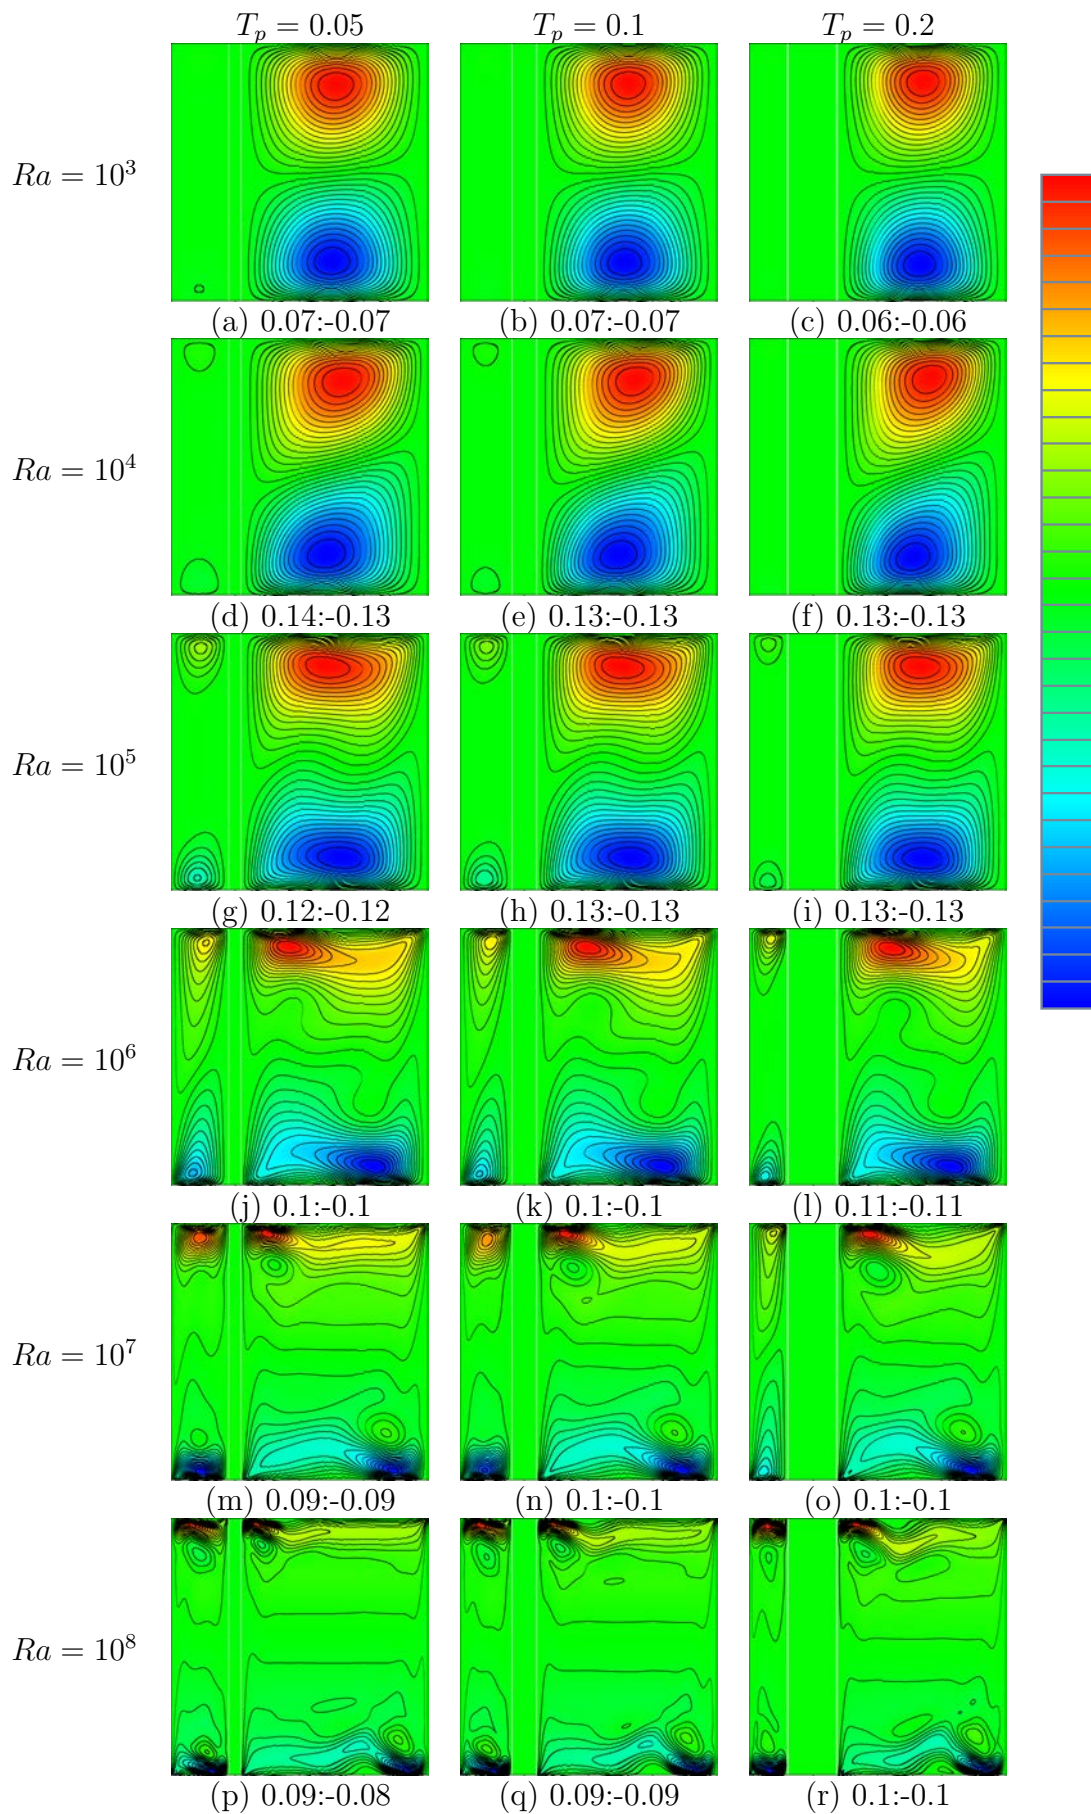 T_p = 0.05 T_p = 0.1 T_p = 0.2
Ra = 10^3
(a) 0.07:-0.07 (b) 0.07:-0.07 (c) 0.06:-0.06
Ra = 10^4
(d) 0.14:-0.13 (e) 0.13:-0.13 (f) 0.13:-0.13
Ra = 10^5
(g) 0.12:-0.12 (h) 0.13:-0.13 (i) 0.13:-0.13
Ra = 10^6
(j) 0.1:-0.1 (k) 0.1:-0.1 (l) 0.11:-0.11
Ra = 10^7
(m) 0.09:-0.09 (n) 0.1:-0.1 (o) 0.1:-0.1
Ra = 10^8
(p) 0.09:-0.08 (q) 0.09:-0.09 (r) 0.1:-0.1